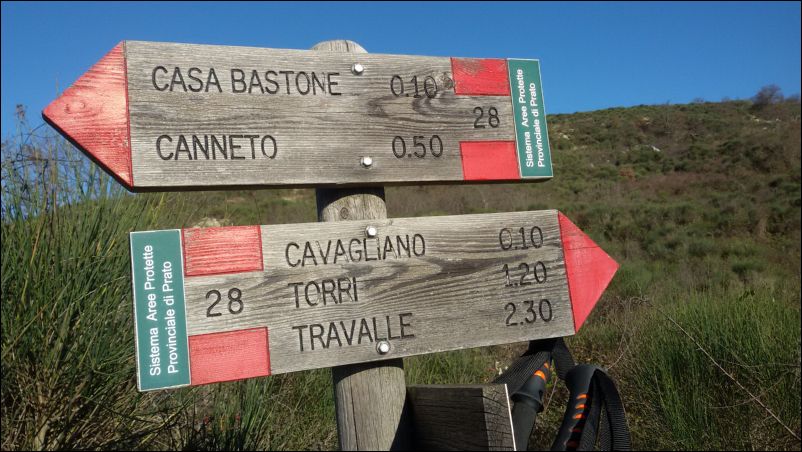 CASA BASTONE 0.10
28
CANNETO 0.50
Sistema Aree Protette
Provinciale di Prato
Sistema Aree Protette
Provinciale di Prato
28
CAVAGLIANO 0.10
TORRI 1.20
TRAVALLE 2.30